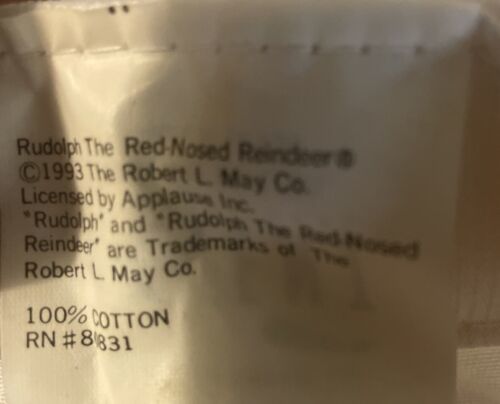 Rudolph The Red-Nosed Reindeer®
©1993 The Robert L. May Co.
Licensed by Applause Inc.
"Rudolph" and "Rudolph The Red-Nosed
Reindeer" are Trademarks of The
Robert L. May Co.
100% COTTON
RN #